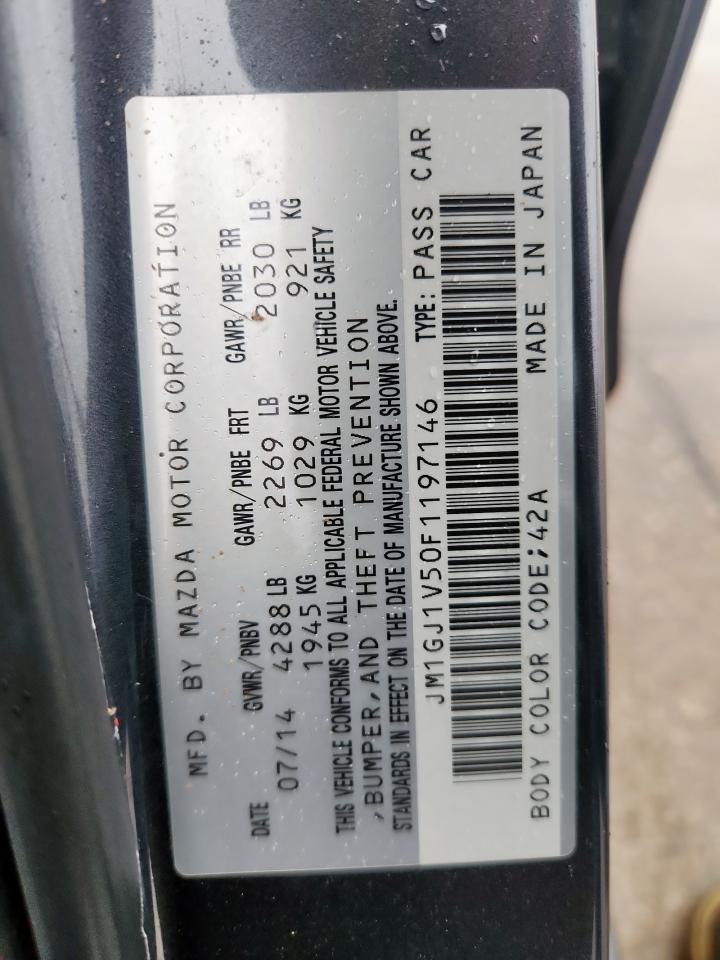 MFD. BY MAZDA MOTOR CORPORATION
DATE GVWR/PNBV GAWR/PNBE FRT GAWR/PNBE RR
07/14 4288 LB 2269 LB 2030 LB
1945 KG 1029 KG 921 KG
THIS VEHICLE CONFORMS TO ALL APPLICABLE FEDERAL MOTOR VEHICLE SAFETY
,BUMPER,AND THEFT PREVENTION
STANDARDS IN EFFECT ON THE DATE OF MANUFACTURE SHOWN ABOVE.
JM1GJ1V50F1197146 TYPE: PASS CAR
BODY COLOR CODE;42A MADE IN JAPAN